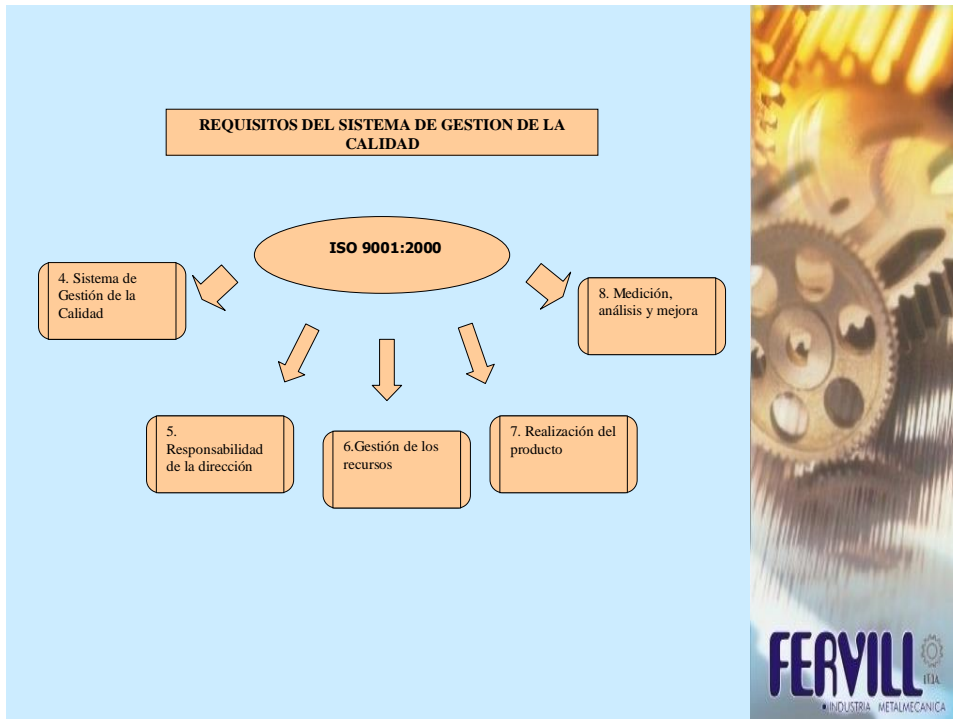 REQUISITOS DEL SISTEMA DE GESTION DE LA
CALIDAD
ISO 9001:2000
4. Sistema de
Gestión de la
Calidad
5.
Responsabilidad
de la dirección
6.Gestión de los
recursos
7. Realización del
producto
8. Medición,
análisis y mejora
FERVILL
LTDA
INDUSTRIA METALMECANICA